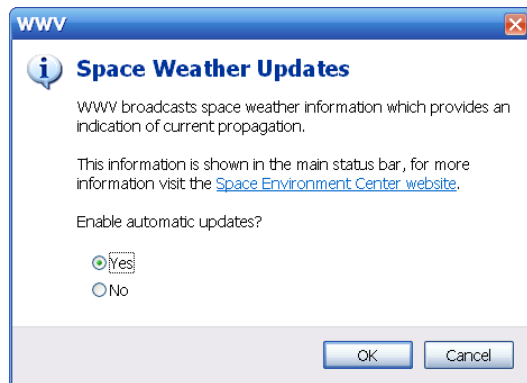 WWV
Space Weather Updates
WWV broadcasts space weather information which provides an
indication of current propagation.
This information is shown in the main status bar, for more
information visit the Space Environment Center website.
Enable automatic updates?
Yes
No
OK Cancel